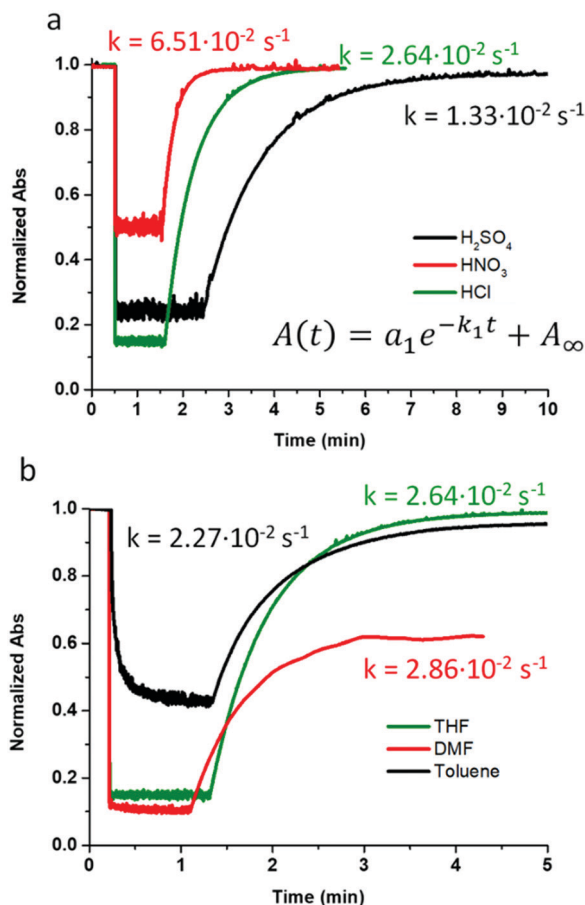 a
k = 6.51·10⁻² s⁻¹
k = 2.64·10⁻² s⁻¹
k = 1.33·10⁻² s⁻¹
1.0
0.8
0.6
0.4
0.2
0.0
Normalized Abs
H₂SO₄
HNO₃
HCl
A(t) = a₁e^{-k₁t} + A_∞
0 1 2 3 4 5 6 7 8 9 10
Time (min)
b
k = 2.64·10⁻² s⁻¹
k = 2.27·10⁻² s⁻¹
k = 2.86·10⁻² s⁻¹
1.0
0.8
0.6
0.4
0.2
0.0
Normalized Abs
THF
DMF
Toluene
0 1 2 3 4 5
Time (min)